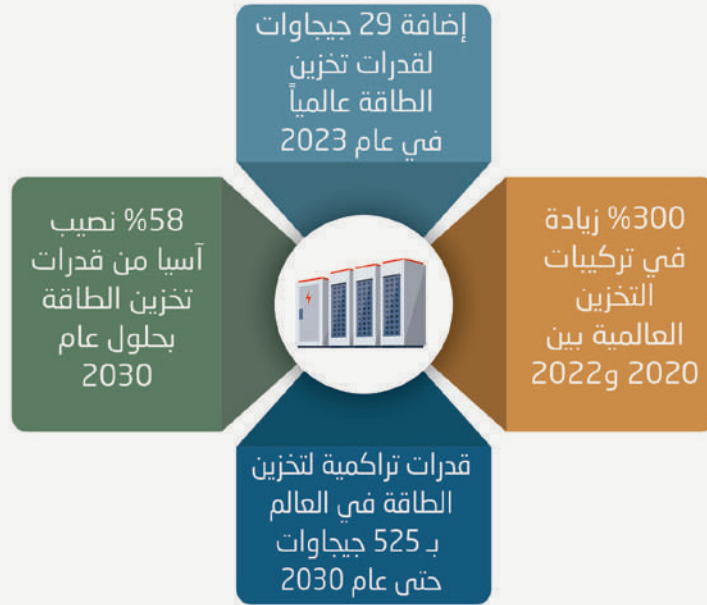 إضافة 29 جيجاوات
لقدرات تخزين
الطاقة عالمياً
في عام 2023
%300 زيادة
في تركيبات
التخزين
العالمية بين
2020 و2022
%58 نصيب
آسيا من قدرات
تخزين الطاقة
بحلول عام
2030
قدرات تراكمية لتخزين
الطاقة في العالم
بـ 525 جيجاوات
حتى عام 2030